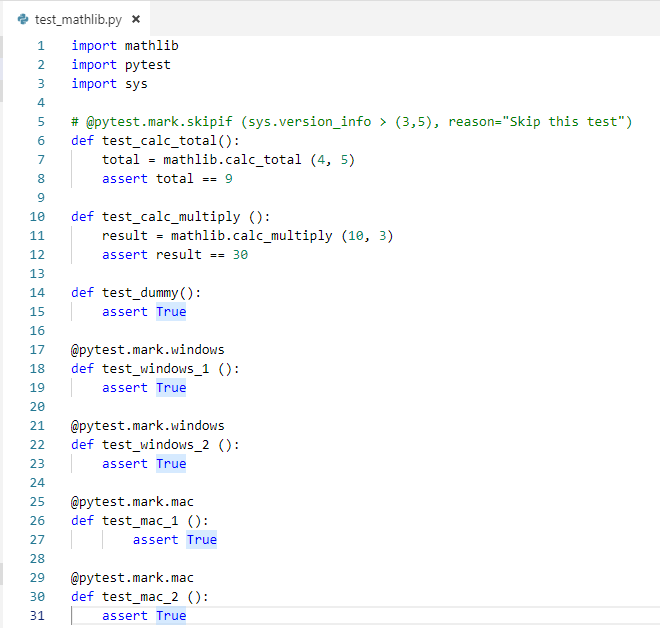 test_mathlib.py ×
1 import mathlib
2 import pytest
3 import sys
4
5 # @pytest.mark.skipif (sys.version_info > (3,5), reason="Skip this test")
6 def test_calc_total():
7     total = mathlib.calc_total (4, 5)
8     assert total == 9
9
10 def test_calc_multiply ():
11     result = mathlib.calc_multiply (10, 3)
12     assert result == 30
13
14 def test_dummy():
15     assert True
16
17 @pytest.mark.windows
18 def test_windows_1 ():
19     assert True
20
21 @pytest.mark.windows
22 def test_windows_2 ():
23     assert True
24
25 @pytest.mark.mac
26 def test_mac_1 ():
27         assert True
28
29 @pytest.mark.mac
30 def test_mac_2 ():
31     assert True